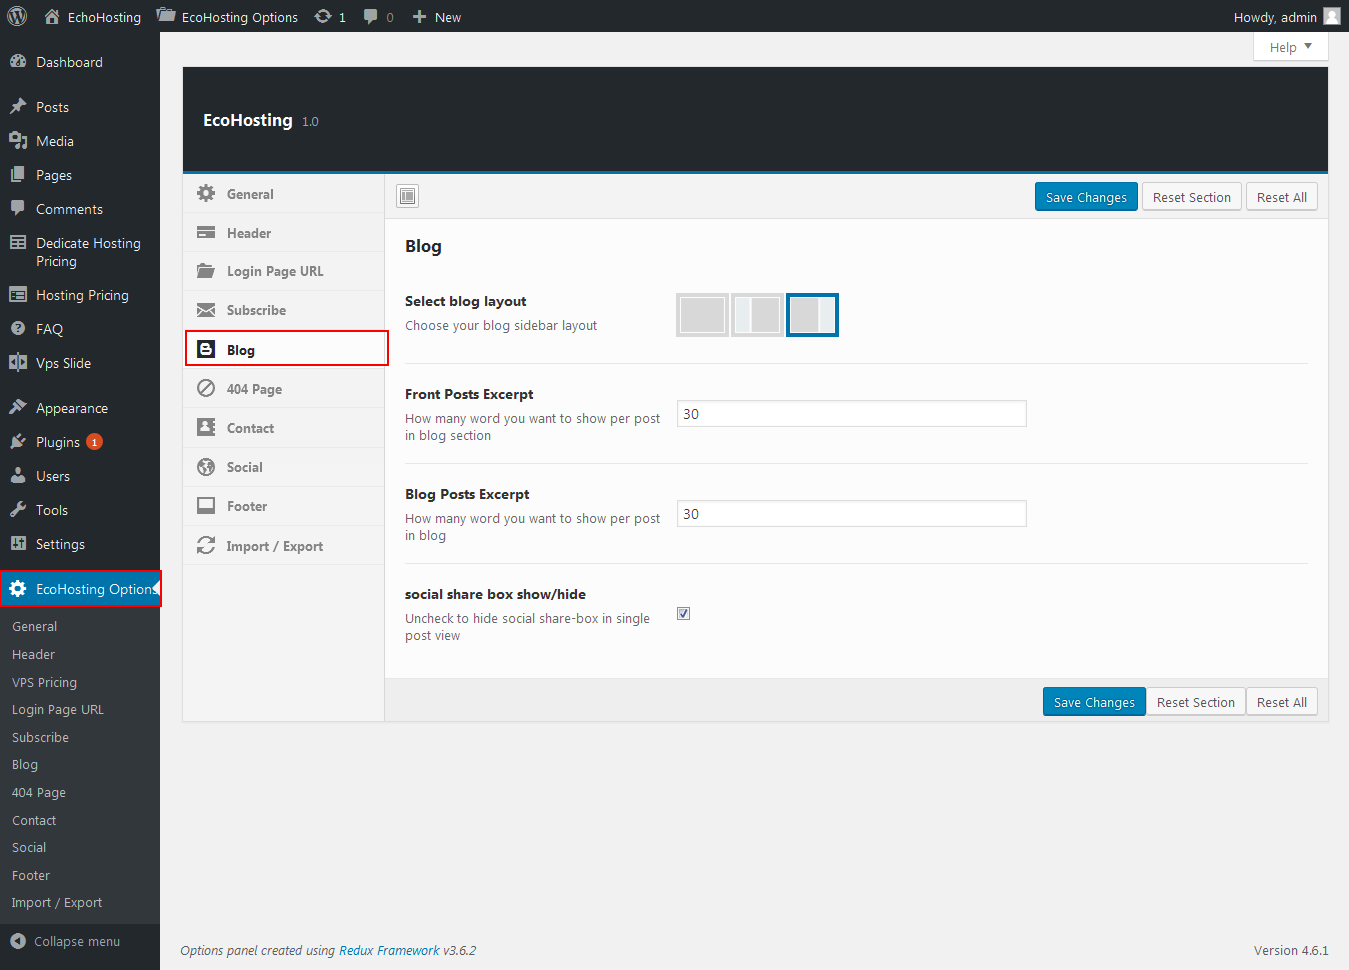 EchoHosting
EcoHosting Options
1
0
New
Howdy, admin
Help
Dashboard
Posts
Media
Pages
Comments
Dedicate Hosting
Pricing
Hosting Pricing
FAQ
Vps Slide
Appearance
Plugins 1
Users
Tools
Settings
EcoHosting Options
General
Header
VPS Pricing
Login Page URL
Subscribe
Blog
404 Page
Contact
Social
Footer
Import / Export
Collapse menu
EcoHosting 1.0
General
Header
Login Page URL
Subscribe
Blog
404 Page
Contact
Social
Footer
Import / Export
Save Changes
Reset Section
Reset All
Blog
Select blog layout
Choose your blog sidebar layout
Front Posts Excerpt
How many word you want to show per post
in blog section
30
Blog Posts Excerpt
How many word you want to show per post
in blog
30
social share box show/hide
Uncheck to hide social share-box in single
post view
Save Changes
Reset Section
Reset All
Options panel created using Redux Framework v3.6.2
Version 4.6.1